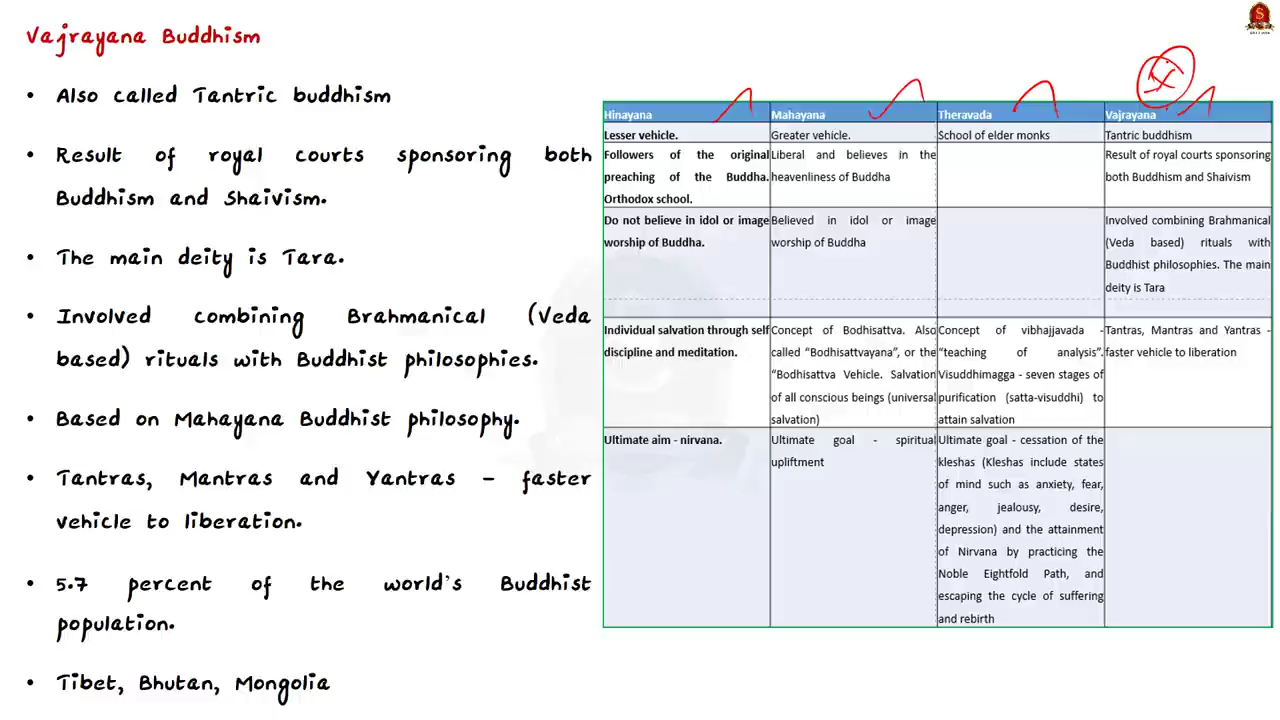 Vajrayana Buddhism
• Also called Tantric buddhism
• Result of royal courts sponsoring both
Buddhism and Shaivism.
• The main deity is Tara.
• Involved combining Brahmanical (Veda
based) rituals with Buddhist philosophies.
• Based on Mahayana Buddhist philosophy.
• Tantras, Mantras and Yantras – faster
vehicle to liberation.
• 5.7 percent of the world's Buddhist
population.
• Tibet, Bhutan, Mongolia
Hinayana
Mahayana
Theravada
Vajrayana
Lesser vehicle.
Greater vehicle.
School of elder monks
Tantric buddhism
Followers of the original
preaching of the Buddha.
Orthodox school.
Liberal and believes in the
heavenliness of Buddha
Result of royal courts sponsoring
both Buddhism and Shaivism
Do not believe in idol or image
worship of Buddha.
Believed in idol or image
worship of Buddha
Involved combining Brahmanical
(Veda based) rituals with
Buddhist philosophies. The main
deity is Tara
Individual salvation through self
discipline and meditation.
Concept of Bodhisattva. Also
called "Bodhisattvayana", or the
"Bodhisattva Vehicle. Salvation
of all conscious beings (universal
salvation)
Concept of vibhajjavada -
"teaching of analysis".
Visuddhimagga - seven stages of
purification (satta-visuddhi) to
attain salvation
Tantras, Mantras and Yantras -
faster vehicle to liberation
Ultimate aim - nirvana.
Ultimate goal - spiritual
upliftment
Ultimate goal - cessation of the
kleshas (Kleshas include states
of mind such as anxiety, fear,
anger, jealousy, desire,
depression) and the attainment
of Nirvana by practicing the
Noble Eightfold Path, and
escaping the cycle of suffering
and rebirth